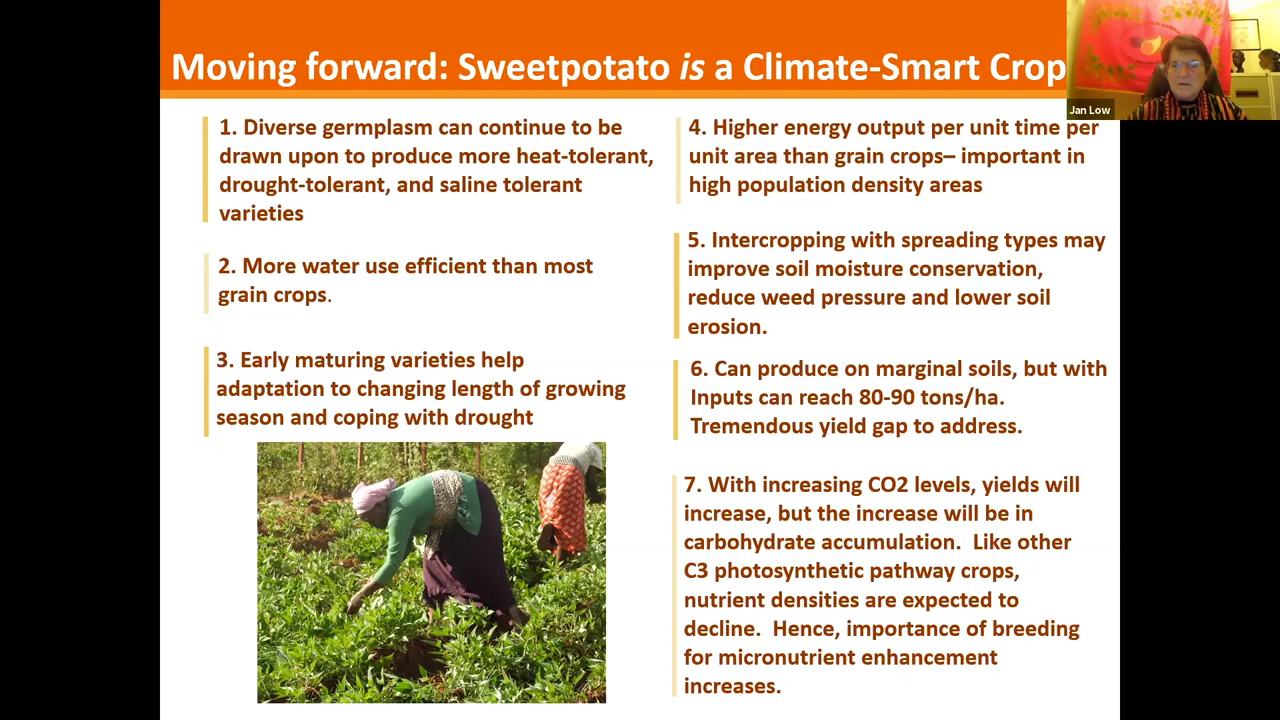 Moving forward: Sweetpotato is a Climate-Smart Crop
Jan Low
1. Diverse germplasm can continue to be
drawn upon to produce more heat-tolerant,
drought-tolerant, and saline tolerant
varieties
2. More water use efficient than most
grain crops.
3. Early maturing varieties help
adaptation to changing length of growing
season and coping with drought
4. Higher energy output per unit time per
unit area than grain crops– important in
high population density areas
5. Intercropping with spreading types may
improve soil moisture conservation,
reduce weed pressure and lower soil
erosion.
6. Can produce on marginal soils, but with
Inputs can reach 80-90 tons/ha.
Tremendous yield gap to address.
7. With increasing CO2 levels, yields will
increase, but the increase will be in
carbohydrate accumulation.  Like other
C3 photosynthetic pathway crops,
nutrient densities are expected to
decline.  Hence, importance of breeding
for micronutrient enhancement
increases.